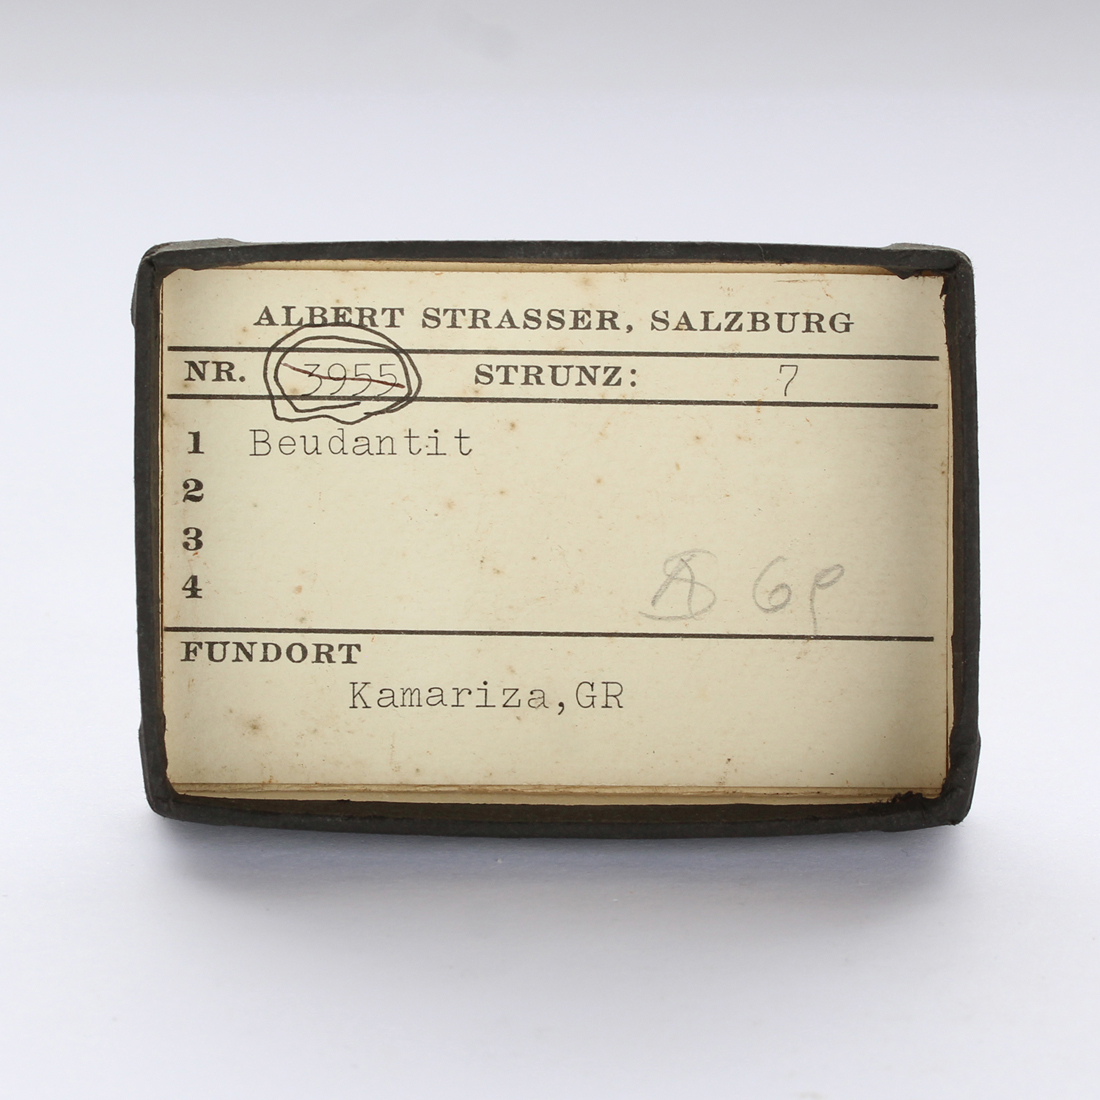 ALBERT STRASSER, SALZBURG
NR. 3955 STRUNZ: 7
1 Beudantit
2
3
4
FUNDORT
Kamariza,GR